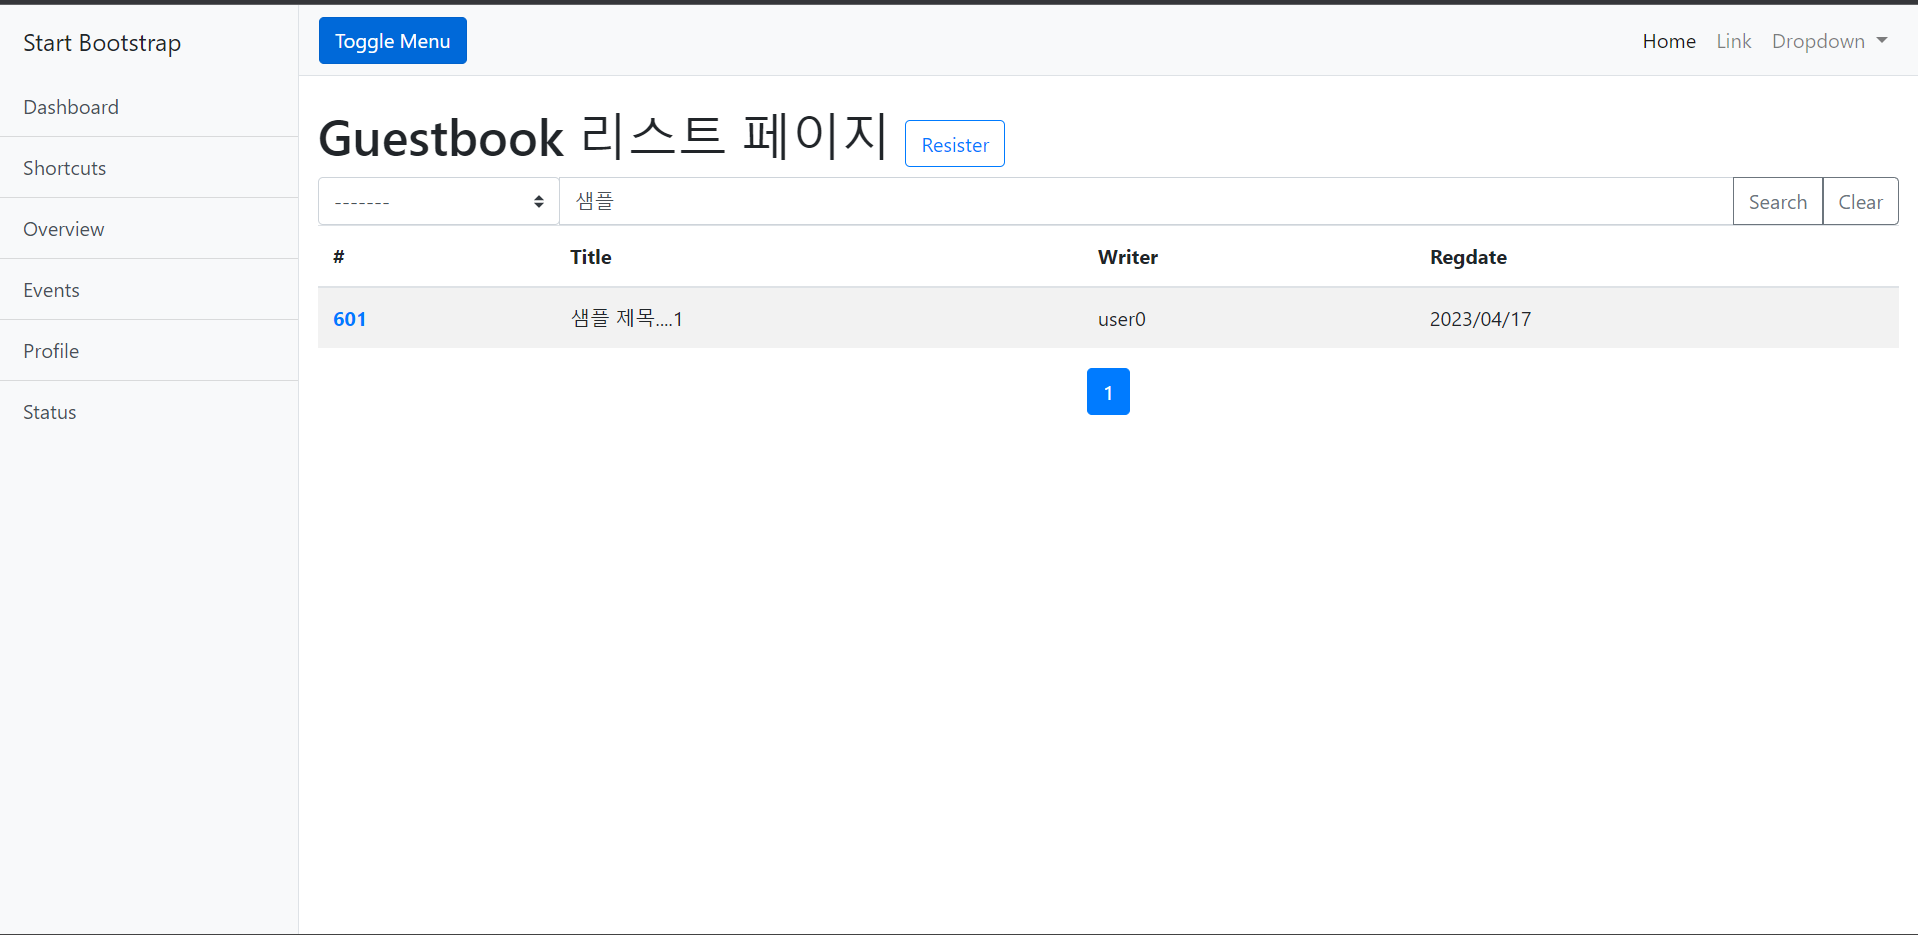 Start Bootstrap
Dashboard
Shortcuts
Overview
Events
Profile
Status
Toggle Menu
Home Link Dropdown
Guestbook 리스트 페이지 Resister
------- 샘플 Search Clear
# Title Writer Regdate
601 샘플 제목....1 user0 2023/04/17
1